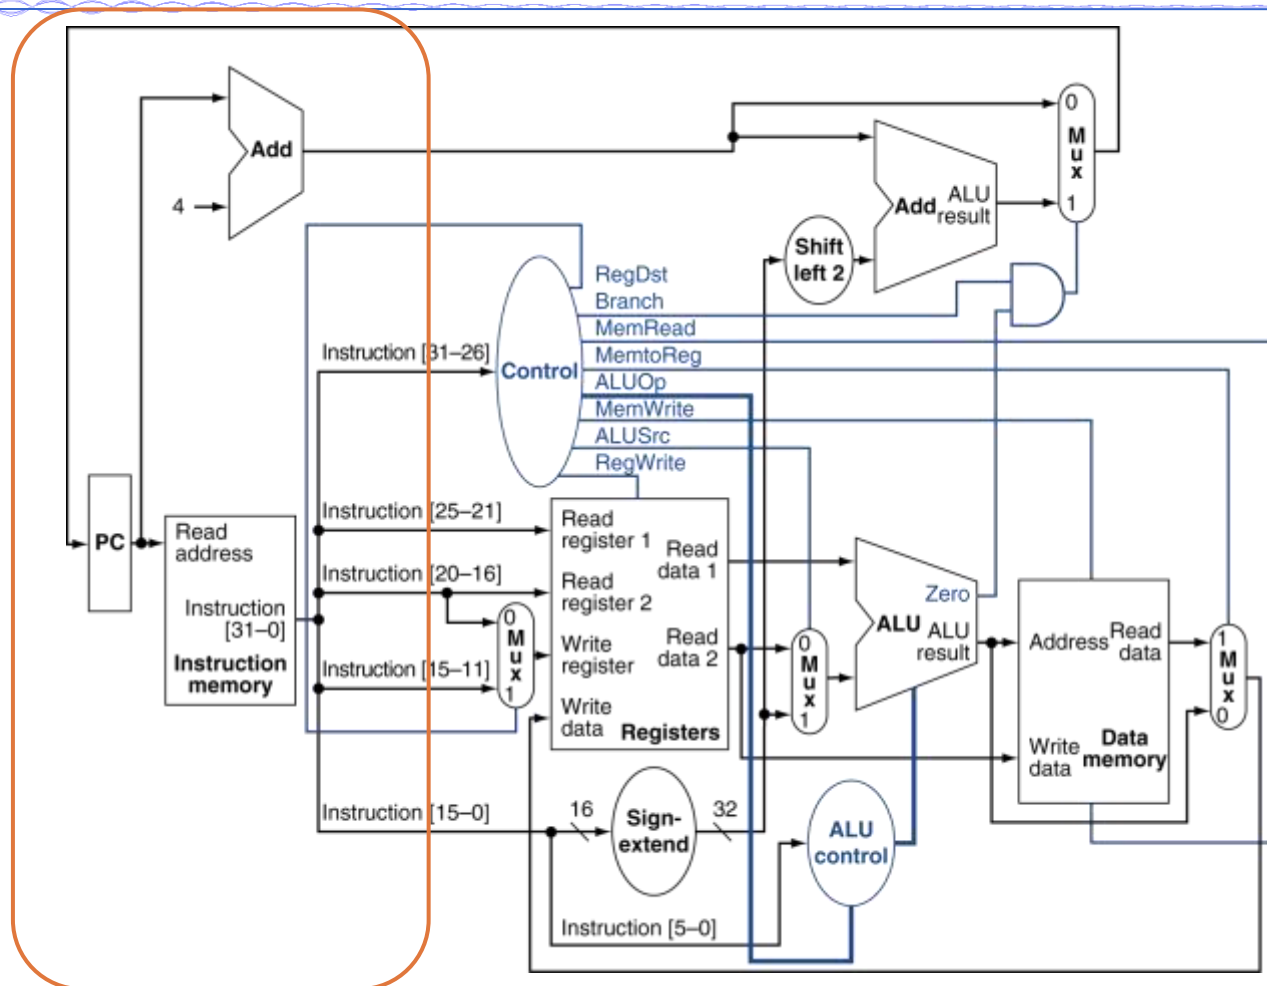 Add
4
0
Mux
1
Add
ALU
result
Shift
left 2
RegDst
Branch
MemRead
MemtoReg
ALUOp
MemWrite
ALUSrc
RegWrite
Control
Instruction [31–26]
Instruction [25–21]
Instruction [20–16]
Instruction [15–11]
Instruction [15–0]
PC
Read
address
Instruction
[31–0]
Instruction
memory
0
Mux
1
Read
register 1
Read
register 2
Write
register
Write
data
Read
data 1
Read
data 2
Registers
0
Mux
1
Zero
ALU
ALU
result
Address
Read
data
Write
data
Data
memory
1
Mux
0
16
Sign-
extend
32
ALU
control
Instruction [5–0]